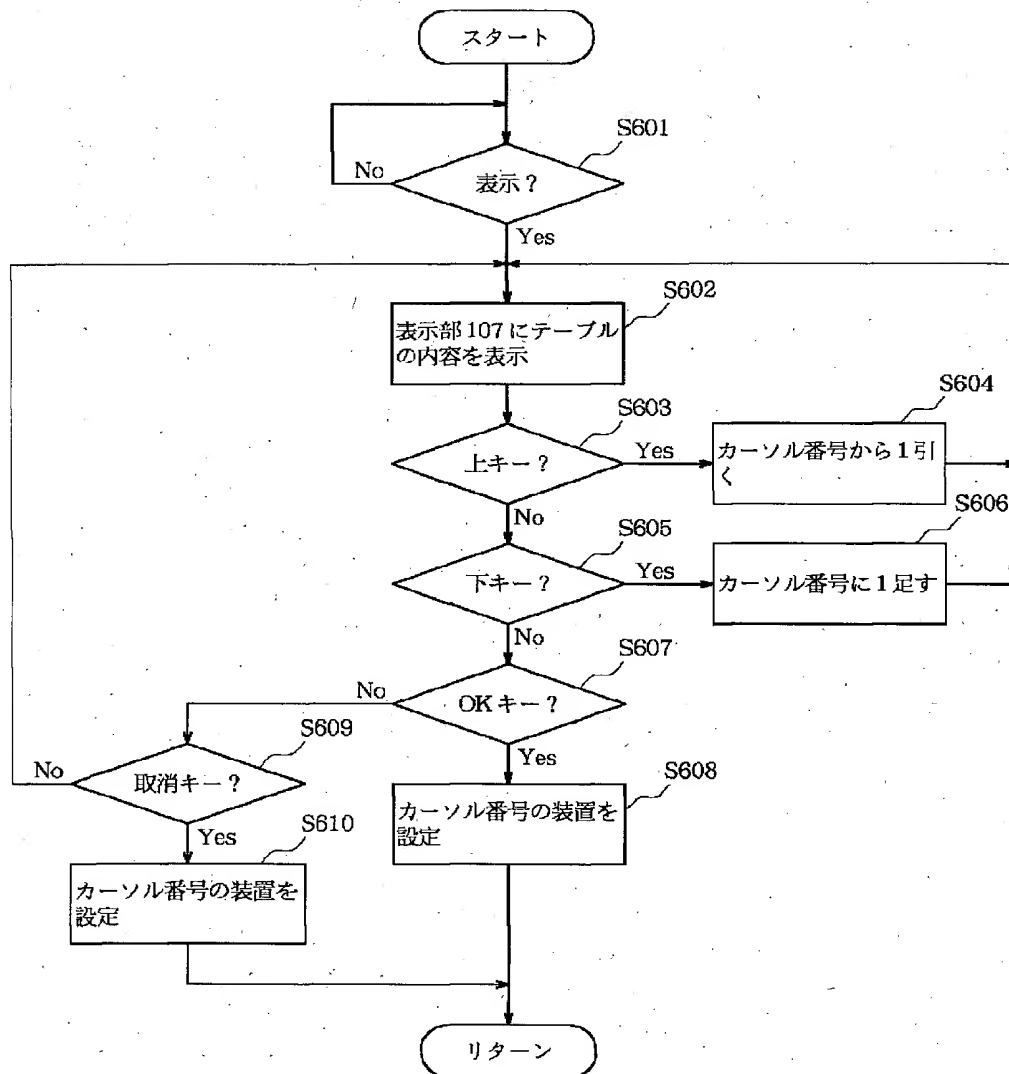 スタート
S601
No
表示？
Yes
S602
表示部107にテーブル
の内容を表示
S603
S604
上キー？
Yes
カーソル番号から1引
く
No
S605
S606
下キー？
Yes
カーソル番号に1足す
No
S607
No
OKキー？
S609
Yes
No
取消キー？
S608
カーソル番号の装置を
設定
Yes
S610
カーソル番号の装置を
設定
リターン